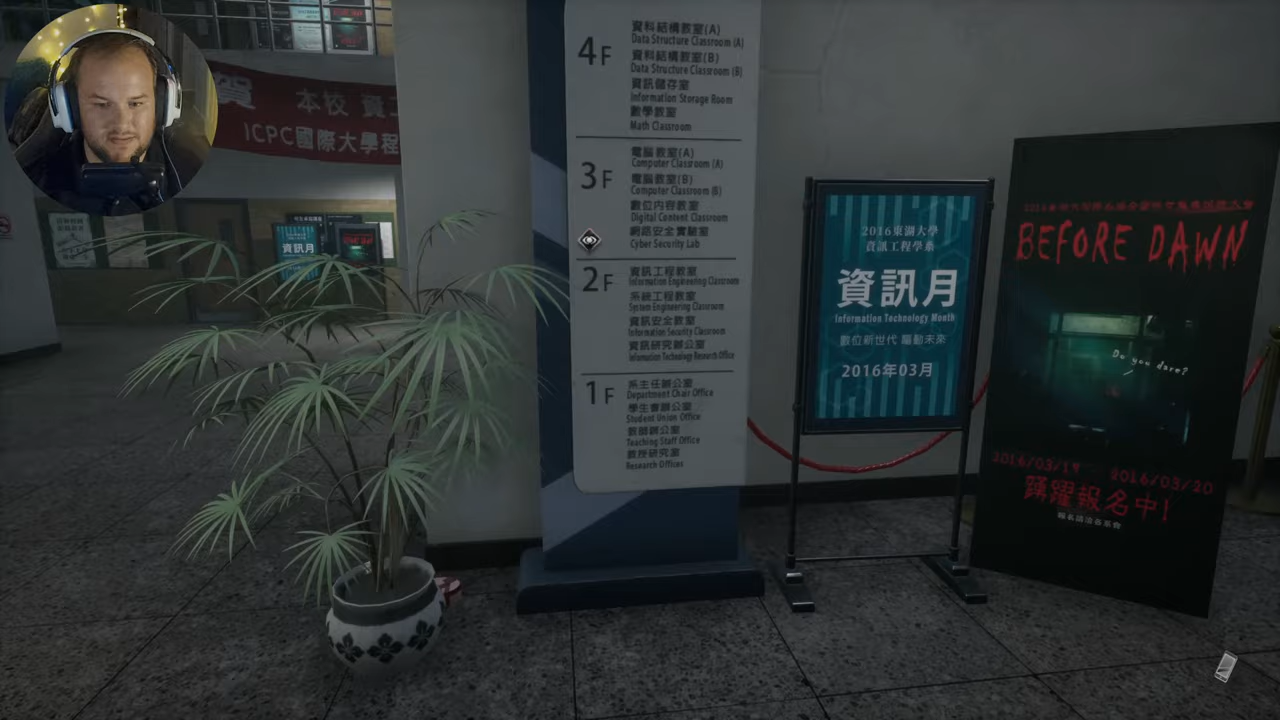 賀 本校 資工
ICPC國際大學程
4F
資料結構教室(A)
Data Structure Classroom (A)
資料結構教室(B)
Data Structure Classroom (B)
資訊儲存室
Information Storage Room
數學教室
Math Classroom
3F
電腦教室(A)
Computer Classroom (A)
電腦教室(B)
Computer Classroom (B)
數位內容教室
Digital Content Classroom
網路安全實驗室
Cyber Security Lab
2F
資訊工程教室
Information Engineering Classroom
系統工程教室
System Engineering Classroom
資訊安全教室
Information Security Classroom
資訊研究辦公室
Information Technology Research Office
1F
系主任辦公室
Department Chair Office
學生會辦公室
Student Union Office
教師辦公室
Teaching Staff Office
教授研究室
Research Offices
資訊月
2016東湖大學
資訊工程學系
資訊月
Information Technology Month
數位新世代 驅動未來
2016年03月
BEFORE DAWN
Do you dare?
2016/03/19 2016/03/20
踴躍報名中!